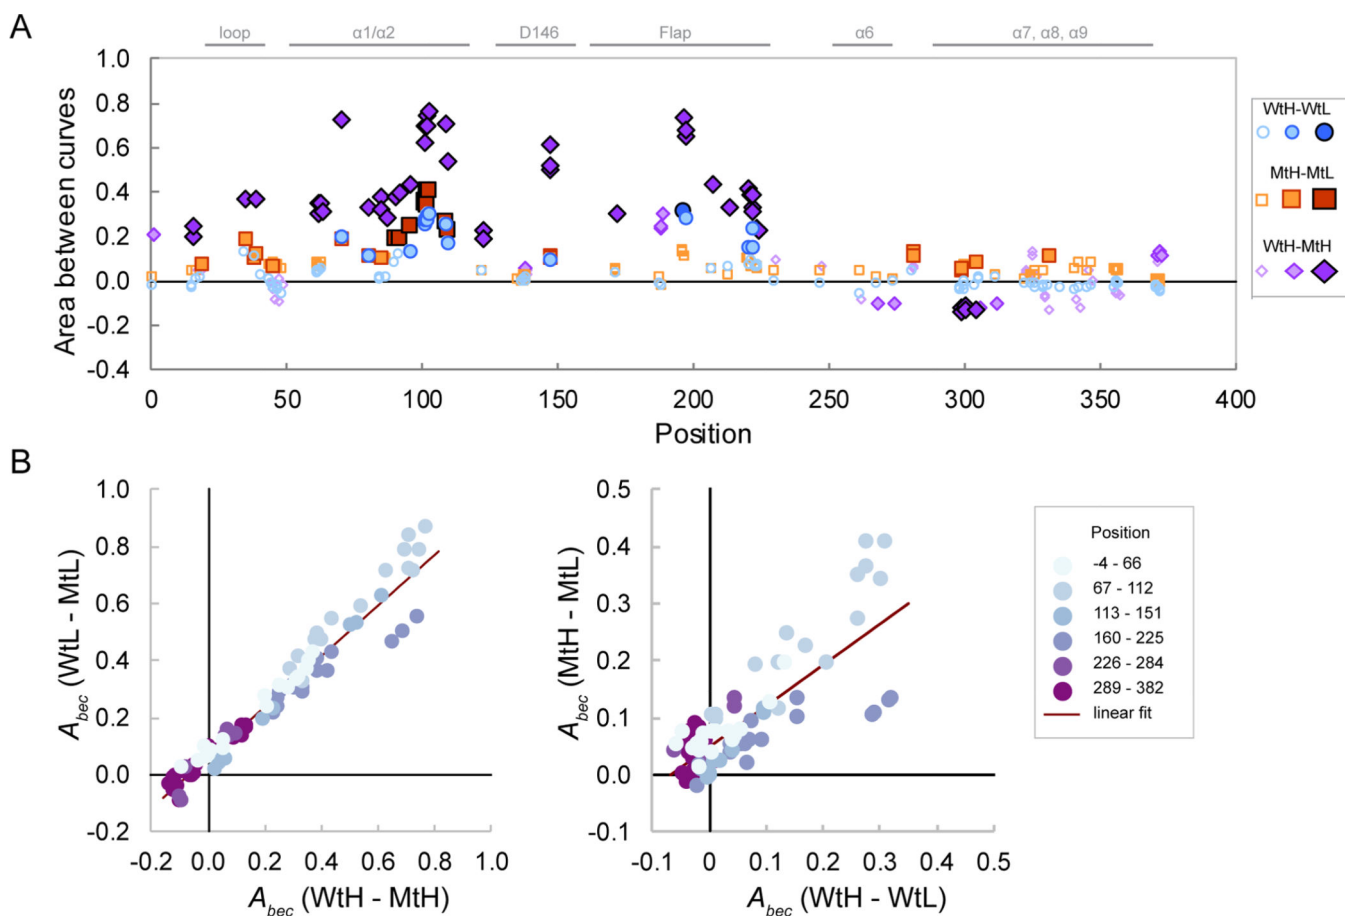 A
loop α1/α2 D146 Flap α6 α7, α8, α9
Area between curves
1.0
0.8
0.6
0.4
0.2
0.0
-0.2
-0.4
0 50 100 150 200 250 300 350 400
Position
WtH-WtL
MtH-MtL
WtH-MtH
B
A bec (WtL - MtL)
1.0
0.8
0.6
0.4
0.2
0.0
-0.2
-0.2 0.0 0.2 0.4 0.6 0.8 1.0
A bec (WtH - MtH)
A bec (MtH - MtL)
0.5
0.4
0.3
0.2
0.1
0.0
-0.1
-0.1 0 0.1 0.2 0.3 0.4 0.5
A bec (WtH - WtL)
Position
-4 - 66
67 - 112
113 - 151
160 - 225
226 - 284
289 - 382
linear fit